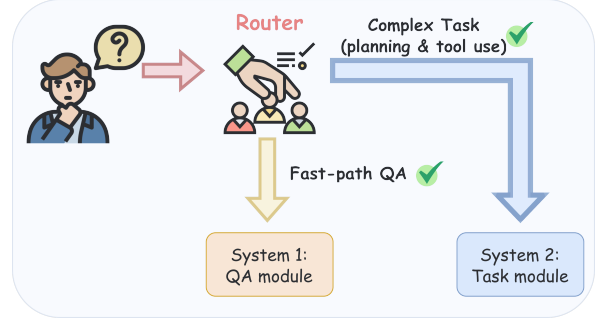 ?
Router
Complex Task
(planning & tool use)
Fast-path QA
System 1:
QA module
System 2:
Task module